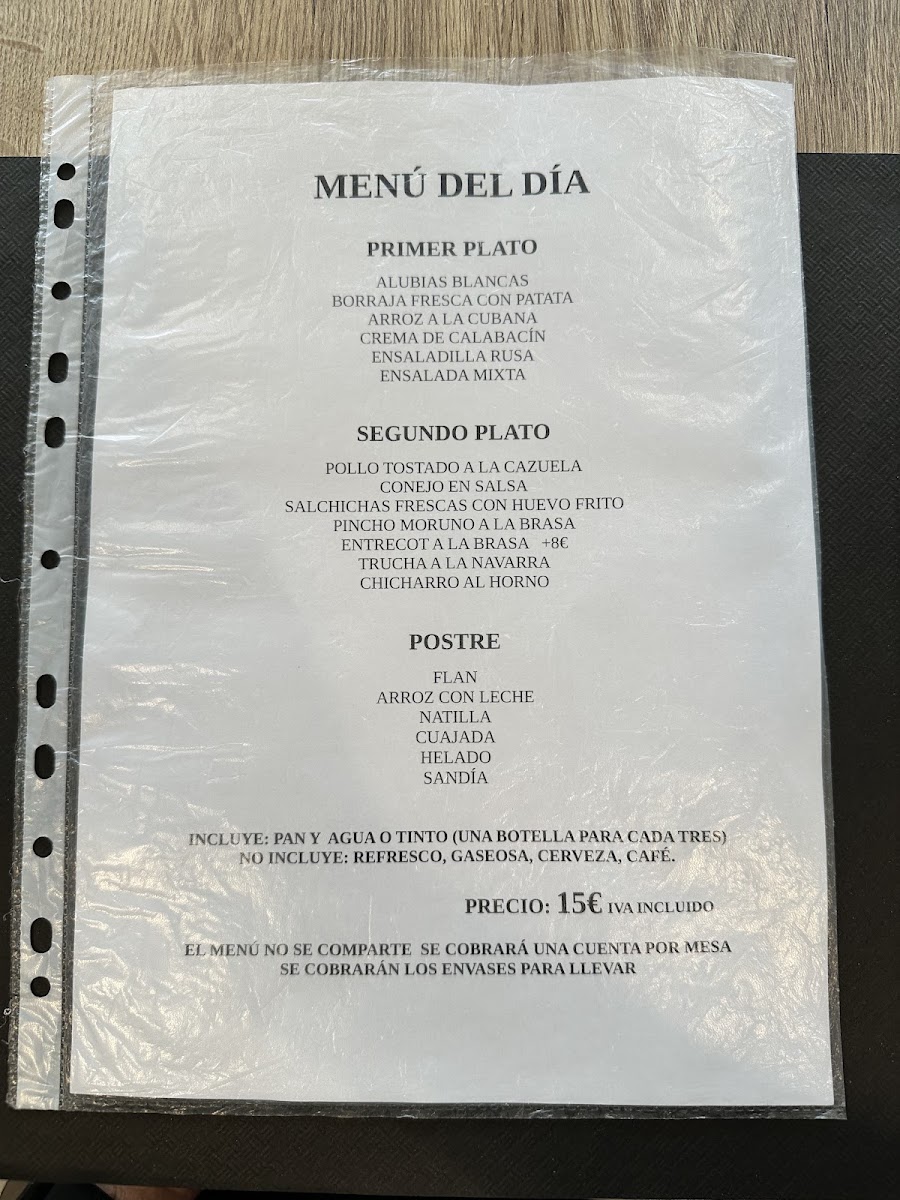 MENÚ DEL DÍA
PRIMER PLATO
ALUBIAS BLANCAS
BORRAJA FRESCA CON PATATA
ARROZ A LA CUBANA
CREMA DE CALABACÍN
ENSALADILLA RUSA
ENSALADA MIXTA
SEGUNDO PLATO
POLLO TOSTADO A LA CAZUELA
CONEJO EN SALSA
SALCHICHAS FRESCAS CON HUEVO FRITO
PINCHO MORUNO A LA BRASA
ENTRECOT A LA BRASA +8€
TRUCHA A LA NAVARRA
CHICHARRO AL HORNO
POSTRE
FLAN
ARROZ CON LECHE
NATILLA
CUAJADA
HELADO
SANDÍA
INCLUYE: PAN Y AGUA O TINTO (UNA BOTELLA PARA CADA TRES)
NO INCLUYE: REFRESCO, GASEOSA, CERVEZA, CAFÉ.
PRECIO: 15€ IVA INCLUIDO
EL MENÚ NO SE COMPARTE SE COBRARÁ UNA CUENTA POR MESA
SE COBRARÁN LOS ENVASES PARA LLEVAR